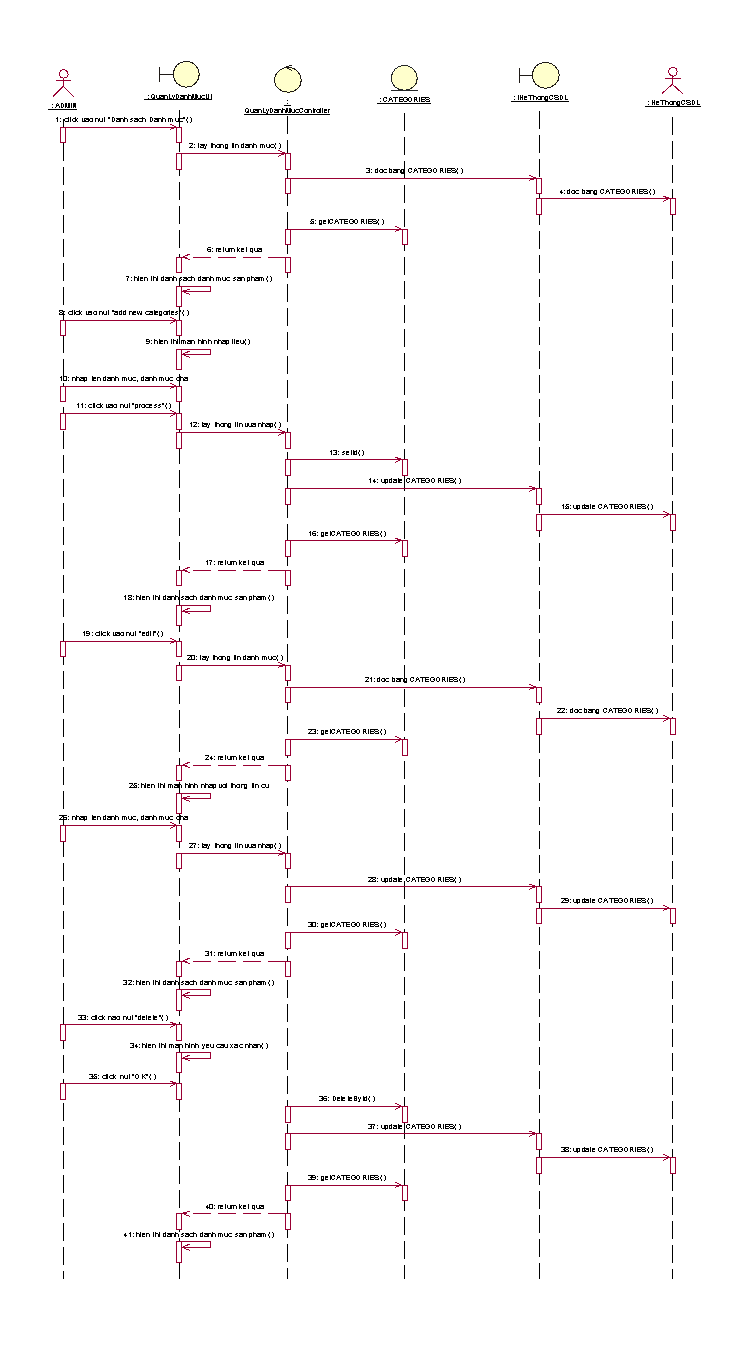 : ADMIN
: QuanLyDanhMucUI
:
QuanLyDanhMucController
: CATEGORIES
: IHeThongCSDL
: HeThongCSDL
1: click vao nut "Danh sach Danh muc"( )
2: lay thong tin danh muc( )
3: doc bang CATEGORIES( )
4: doc bang CATEGORIES( )
5: getCATEGORIES( )
6: return ket qua
7: hien thi danh sach danh muc san pham( )
8: click vao nut "add new categories"( )
9: hien thi man hinh nhap lieu( )
10: nhap ten danh muc, danh muc cha
11: click vao nut "process"( )
12: lay thong tin vua nhap( )
13: setId( )
14: update CATEGORIES( )
15: update CATEGORIES( )
16: getCATEGORIES( )
17: return ket qua
18: hien thi danh sach danh muc san pham( )
19: click vao nut "edit"( )
20: lay thong tin danh muc( )
21: doc bang CATEGORIES( )
22: doc bang CATEGORIES( )
23: getCATEGORIES( )
24: return ket qua
25: hien thi man hinh nhap voi thong tin cu
26: nhap ten danh muc, danh muc cha
27: lay thong tin vua nhap( )
28: update CATEGORIES( )
29: update CATEGORIES( )
30: getCATEGORIES( )
31: return ket qua
32: hien thi danh sach danh muc san pham( )
33: click nao nut "delete"( )
34: hien thi man hinh yeu cau xac nhan( )
35: click nut "OK"( )
36: DeleteById( )
37: update CATEGORIES( )
38: update CATEGORIES( )
39: getCATEGORIES( )
40: return ket qua
41: hien thi danh sach danh muc san pham( )